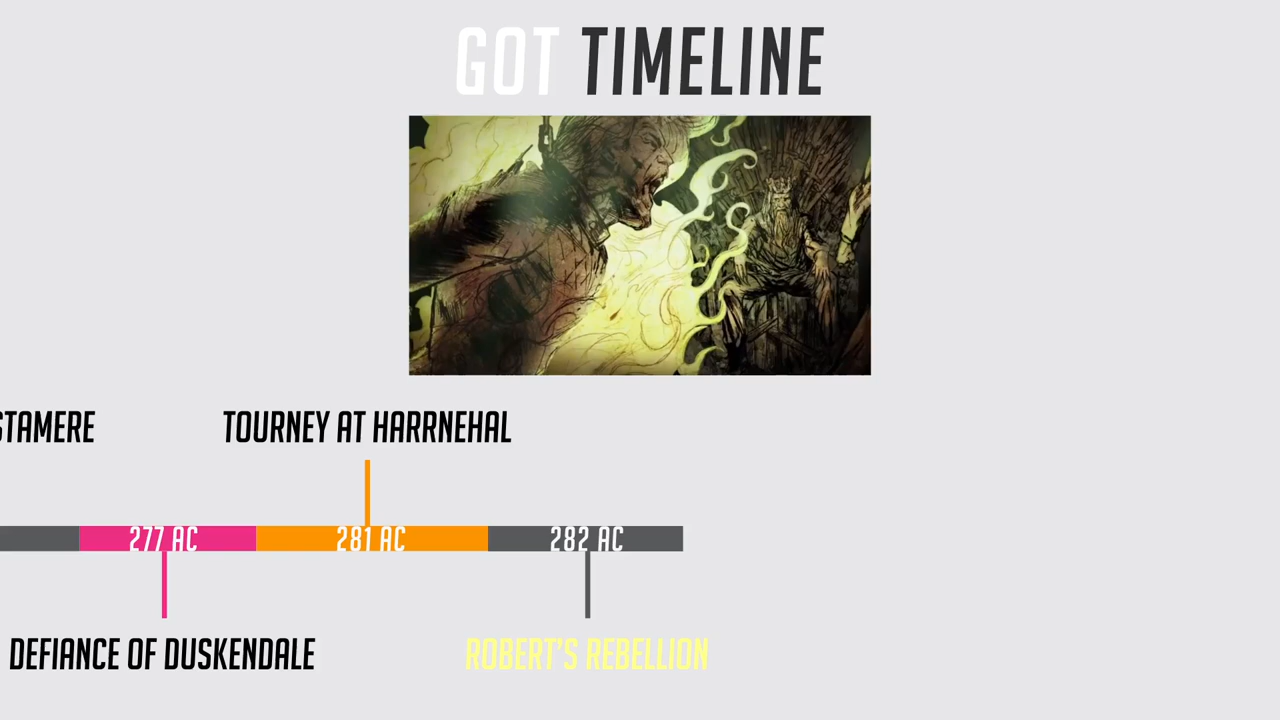 GOT TIMELINE
STAMERE
TOURNEY AT HARRNEHAL
277 AC
281 AC
282 AC
DEFIANCE OF DUSKENDALE
ROBERT'S REBELLION